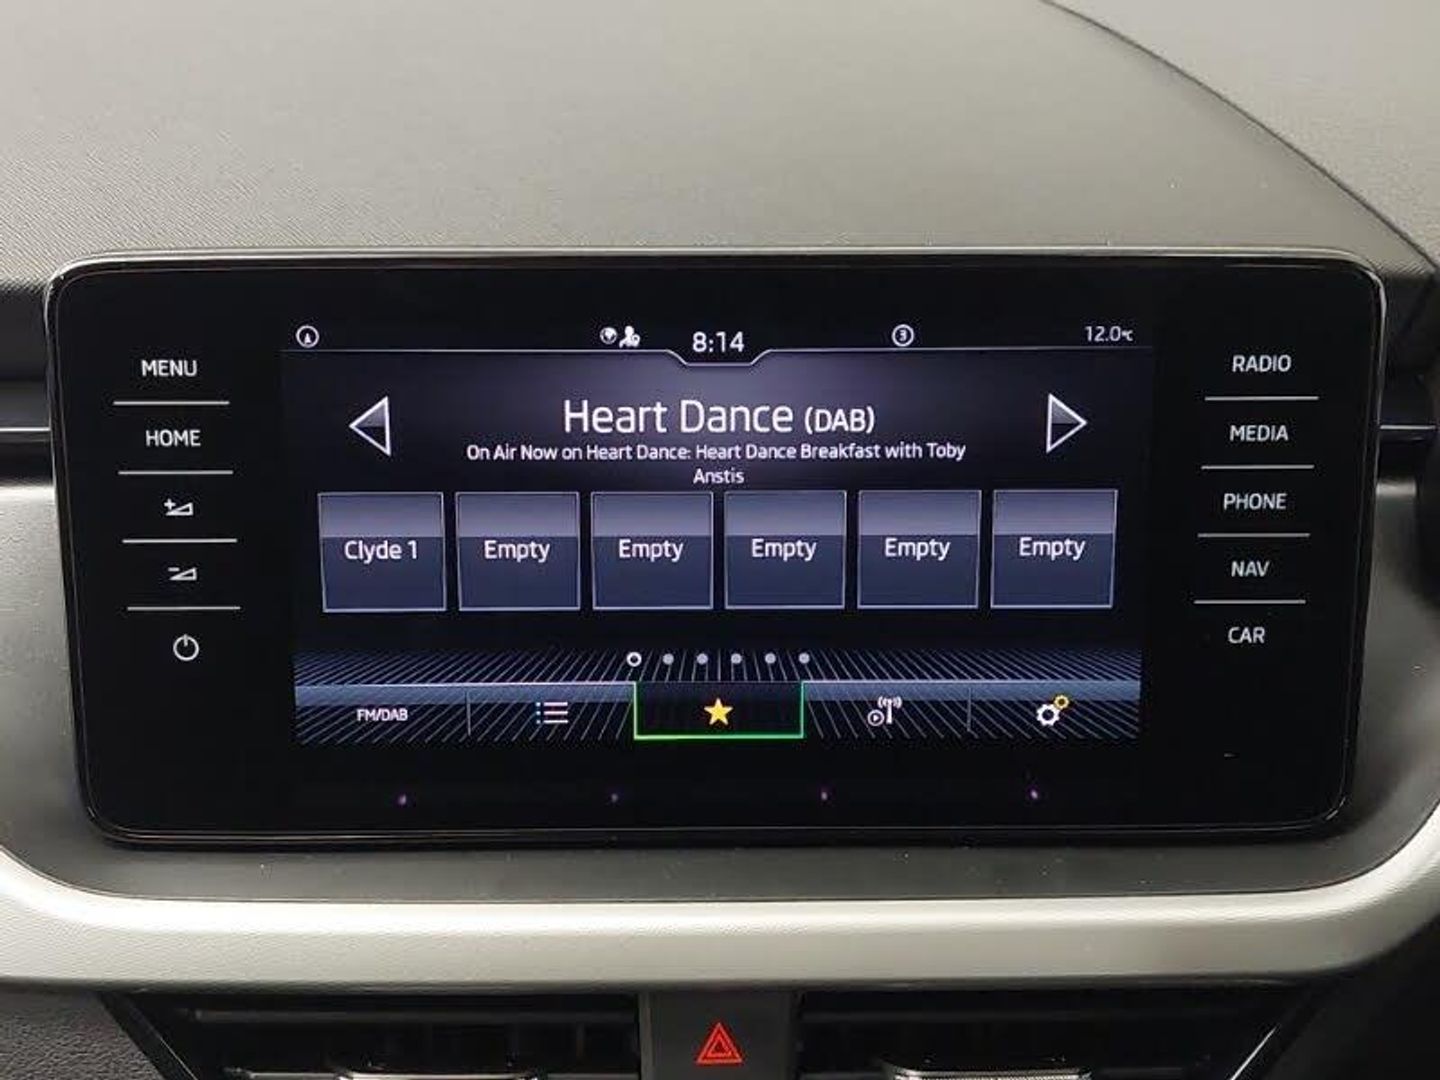 8:14
3
12.0°C
MENU
HOME
RADIO
MEDIA
PHONE
NAV
CAR
Heart Dance (DAB)
On Air Now on Heart Dance: Heart Dance Breakfast with Toby
Anstis
Clyde 1
Empty
Empty
Empty
Empty
Empty
FM/DAB